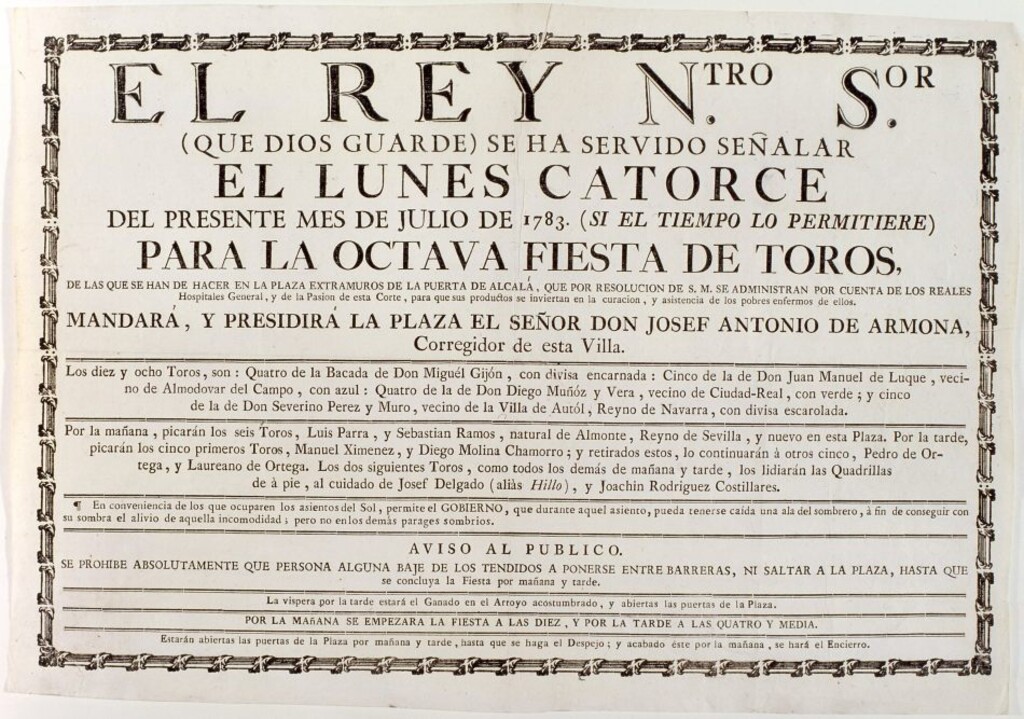 EL REY N.TRO S.OR
(QUE DIOS GUARDE) SE HA SERVIDO SEÑALAR
EL LUNES CATORCE
DEL PRESENTE MES DE JULIO DE 1783. (SI EL TIEMPO LO PERMITIERE)
PARA LA OCTAVA FIESTA DE TOROS,
DE LAS QUE SE HAN DE HACER EN LA PLAZA EXTRAMUROS DE LA PUERTA DE ALCALÁ, QUE POR RESOLUCION DE S. M. SE ADMINISTRAN POR CUENTA DE LOS REALES
Hospitales General, y de la Pasion de esta Corte, para que sus productos se inviertan en la curacion, y asistencia de los pobres enfermos de ellos.
MANDARÁ, Y PRESIDIRÁ LA PLAZA EL SEÑOR DON JOSEF ANTONIO DE ARMONA,
Corregidor de esta Villa.
Los diez y ocho Toros, son: Quatro de la Bacada de Don Miguél Gijón, con divisa encarnada: Cinco de la de Don Juan Manuel de Luque, veci-
no de Almodovar del Campo, con azul: Quatro de la de Don Diego Muñóz y Vera, vecino de Ciudad-Real, con verde; y cinco
de la de Don Severino Perez y Muro, vecino de la Villa de Autól, Reyno de Navarra, con divisa escarolada.
Por la mañana, picarán los seis Toros, Luis Parra, y Sebastian Ramos, natural de Almonte, Reyno de Sevilla, y nuevo en esta Plaza. Por la tarde,
picarán los cinco primeros Toros, Manuel Ximenez, y Diego Molina Chamorro; y retirados estos, lo continuarán á otros cinco, Pedro de Or-
tega, y Laureano de Ortega. Los dos siguientes Toros, como todos los demás de mañana y tarde, los lidiarán las Quadrillas
de à pie, al cuidado de Josef Delgado (aliàs Hillo), y Joachin Rodriguez Costillares.
¶ En conveniencia de los que ocuparen los asientos del Sol, permite el GOBIERNO, que durante aquel asiento, pueda tenerse caída una ala del sombrero, à fin de conseguir con
su sombra el alivio de aquella incomodidad; pero no en los demás parages sombrios.
AVISO AL PUBLICO.
SE PROHIBE ABSOLUTAMENTE QUE PERSONA ALGUNA BAJE DE LOS TENDIDOS A PONERSE ENTRE BARRERAS, NI SALTAR A LA PLAZA, HASTA QUE
se concluya la Fiesta por mañana y tarde.
La vispera por la tarde estará el Ganado en el Arroyo acostumbrado, y abiertas las puertas de la Plaza.
POR LA MAÑANA SE EMPEZARA LA FIESTA A LAS DIEZ, Y POR LA TARDE A LAS QUATRO Y MEDIA.
Estarán abiertas las puertas de la Plaza por mañana y tarde, hasta que se haga el Despejo; y acabado éste por la mañana, se hará el Encierro.